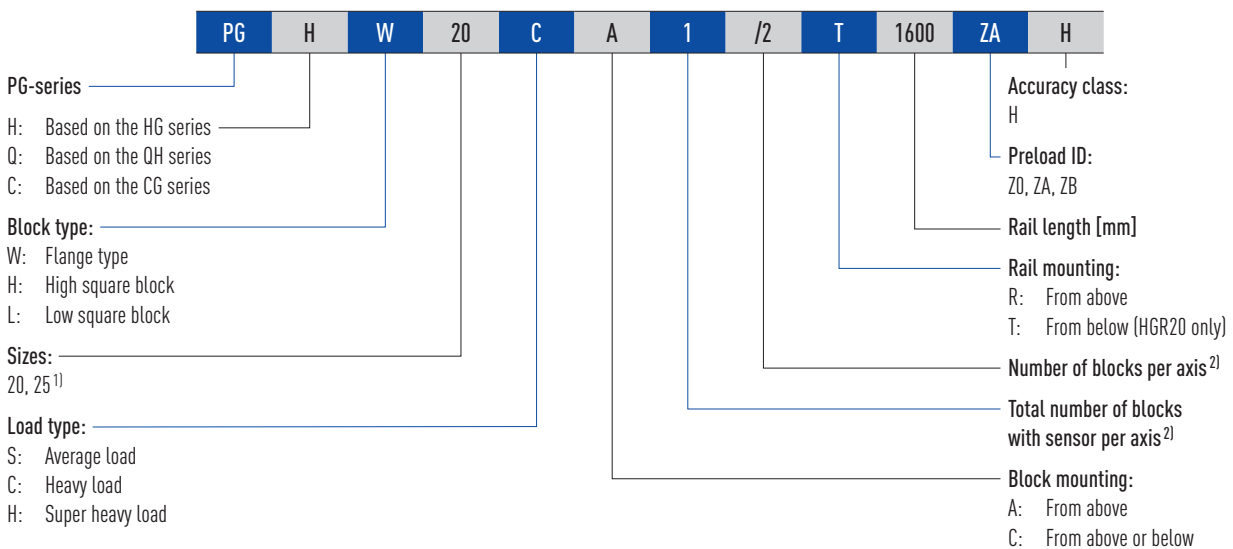 PG H W 20 C A 1 /2 T 1600 ZA H
PG-series
H: Based on the HG series
Q: Based on the QH series
C: Based on the CG series
Block type:
W: Flange type
H: High square block
L: Low square block
Sizes:
20, 25 1)
Load type:
S: Average load
C: Heavy load
H: Super heavy load
Accuracy class:
H
Preload ID:
Z0, ZA, ZB
Rail length [mm]
Rail mounting:
R: From above
T: From below (HGR20 only)
Number of blocks per axis 2)
Total number of blocks
with sensor per axis 2)
Block mounting:
A: From above
C: From above or below